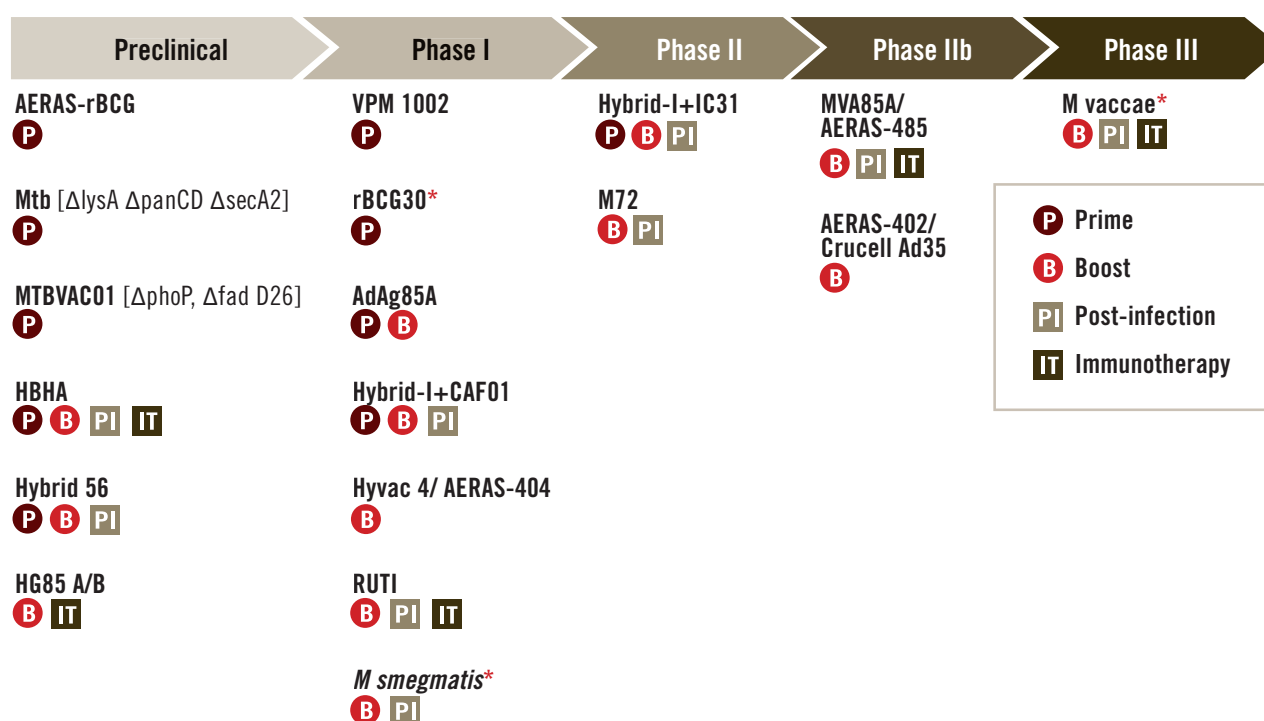 Preclinical
Phase I
Phase II
Phase IIb
Phase III
AERAS-rBCG
P
Mtb [ΔlysA ΔpanCD ΔsecA2]
P
MTBVAC01 [ΔphoP, Δfad D26]
P
HBHA
P B PI IT
Hybrid 56
P B PI
HG85 A/B
B IT
VPM 1002
P
rBCG30*
P
AdAg85A
P B
Hybrid-I+CAF01
P B PI
Hyvac 4/ AERAS-404
B
RUTI
B PI IT
M smegmatis*
B PI
Hybrid-I+IC31
P B PI
M72
B PI
MVA85A/
AERAS-485
B PI IT
AERAS-402/
Crucell Ad35
B
M vaccae*
B PI IT
P Prime
B Boost
PI Post-infection
IT Immunotherapy